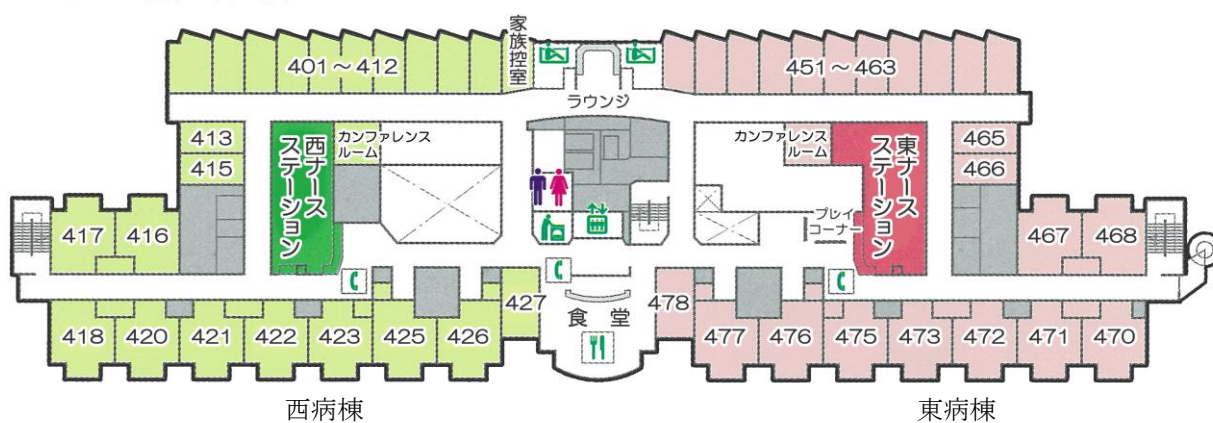 家族控室
401～412
451～463
ラウンジ
413
415
西ナース
ステーション
カンファレンス
ルーム
カンファレンス
ルーム
東ナース
ステーション
465
466
417
416
プレイ
コーナー
467
468
427
食堂
478
418
420
421
422
423
425
426
477
476
475
473
472
471
470
西病棟
東病棟